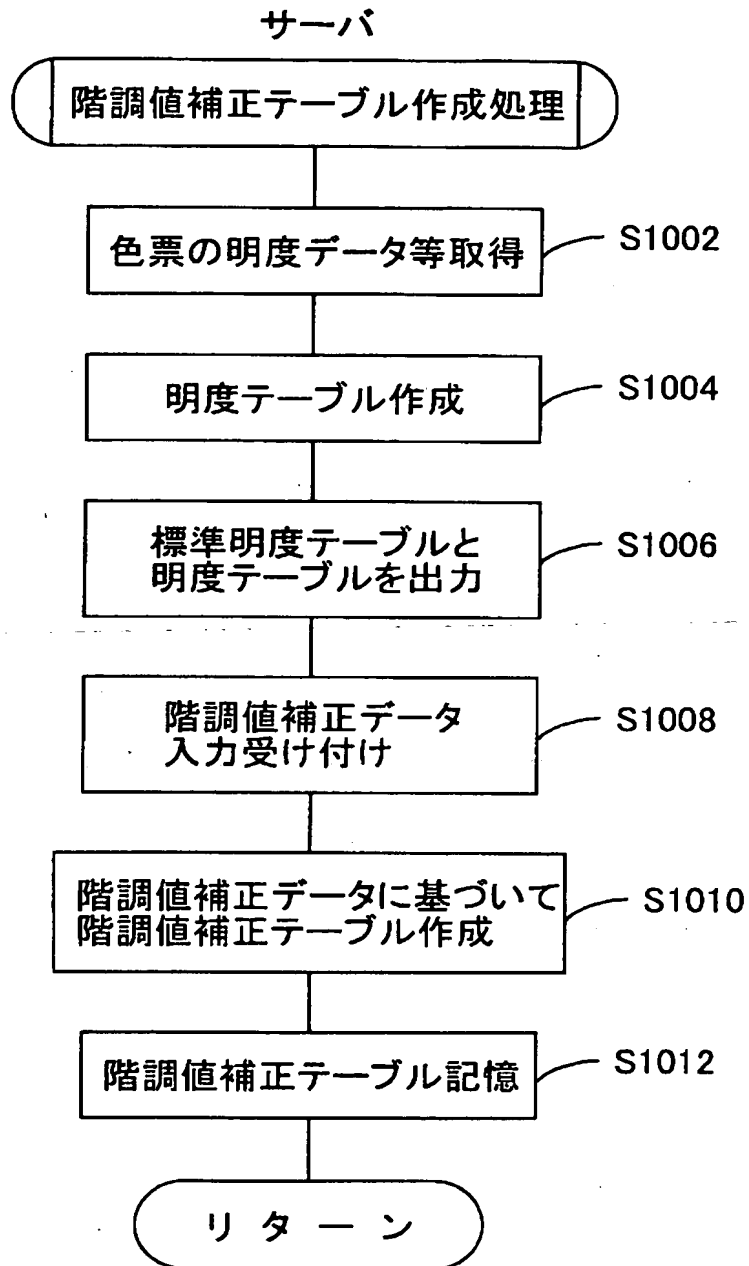 サーバ
階調値補正テーブル作成処理
色票の明度データ等取得
S1002
明度テーブル作成
S1004
標準明度テーブルと
明度テーブルを出力
S1006
階調値補正データ
入力受け付け
S1008
階調値補正データに基づいて
階調値補正テーブル作成
S1010
階調値補正テーブル記憶
S1012
リターン